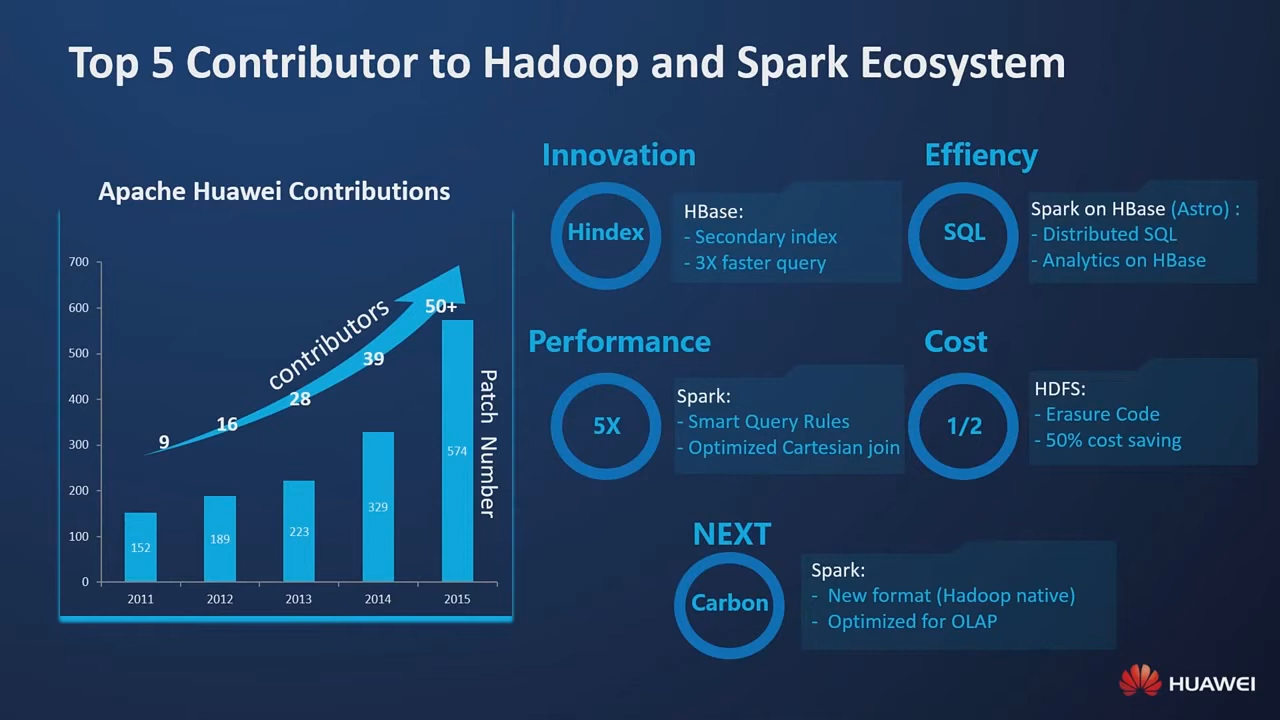 Top 5 Contributor to Hadoop and Spark Ecosystem
Apache Huawei Contributions
700
600
500
400
300
200
100
0
contributors
9
16
28
39
50+
152
189
223
329
574
Patch Number
2011
2012
2013
2014
2015
Innovation
Hindex
HBase:
- Secondary index
- 3X faster query
Effiency
SQL
Spark on HBase (Astro) :
- Distributed SQL
- Analytics on HBase
Performance
5X
Spark:
- Smart Query Rules
- Optimized Cartesian join
Cost
1/2
HDFS:
- Erasure Code
- 50% cost saving
NEXT
Carbon
Spark:
- New format (Hadoop native)
- Optimized for OLAP
HUAWEI